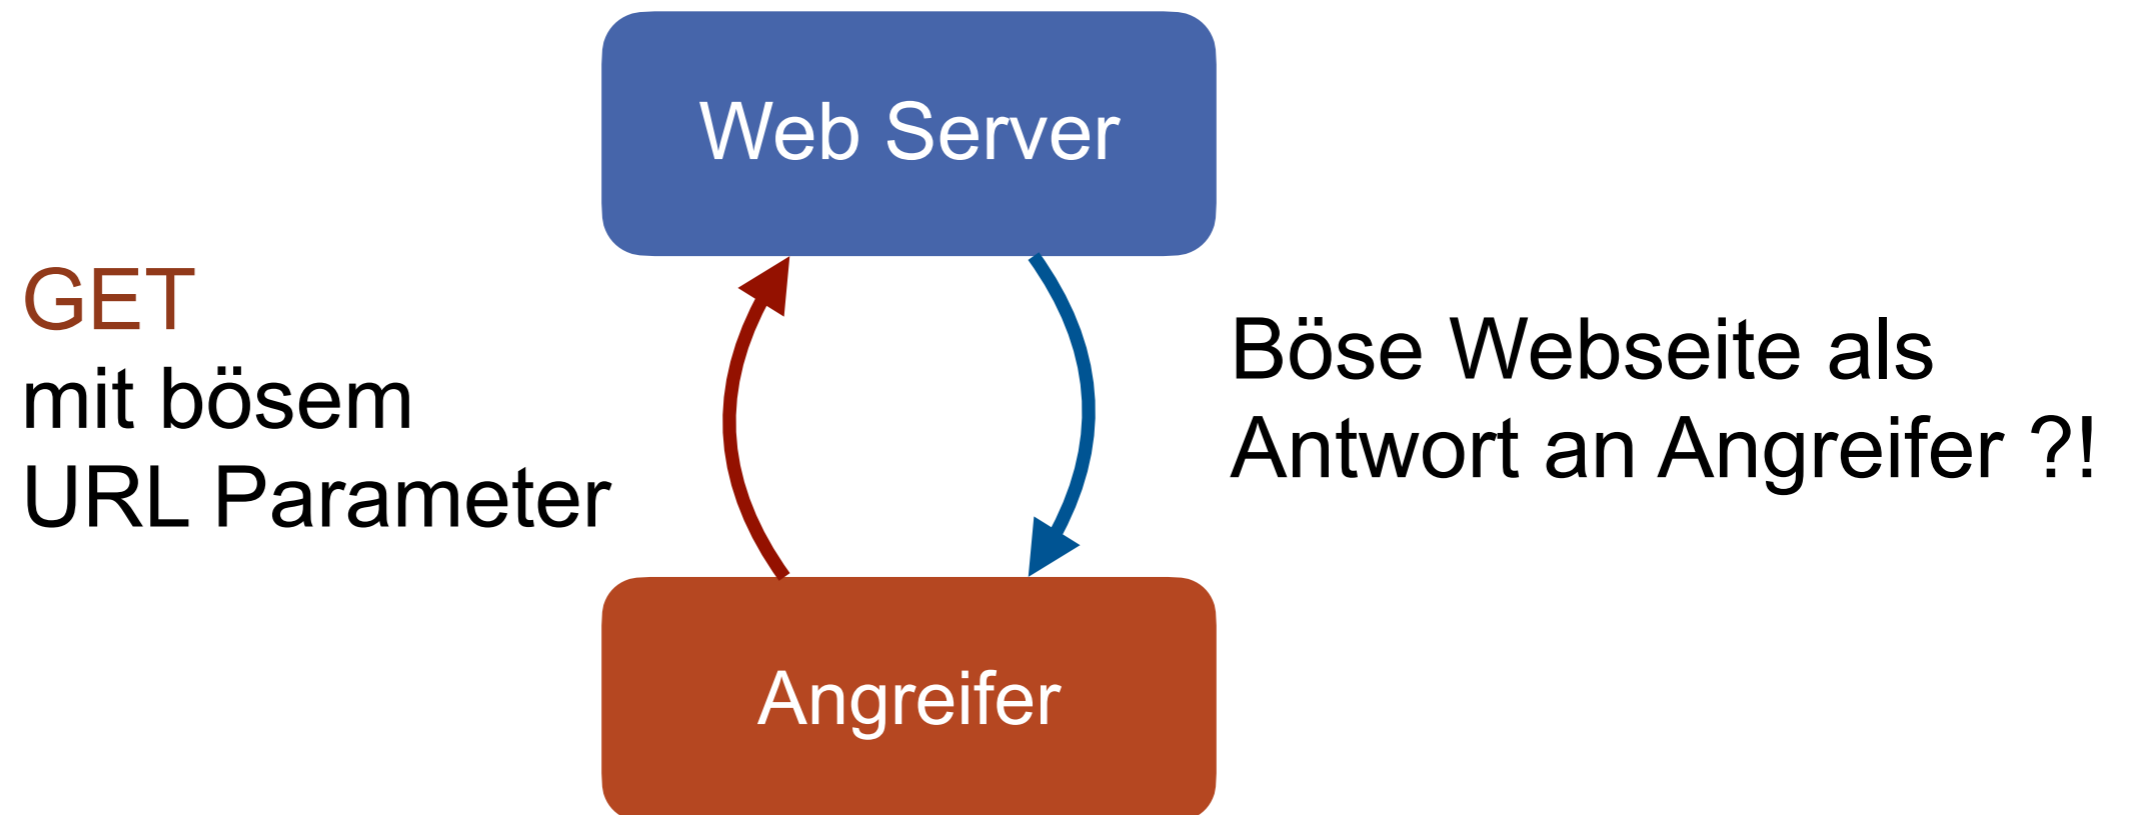 Web Server
GET
mit bösem
URL Parameter
Böse Webseite als
Antwort an Angreifer ?!
Angreifer